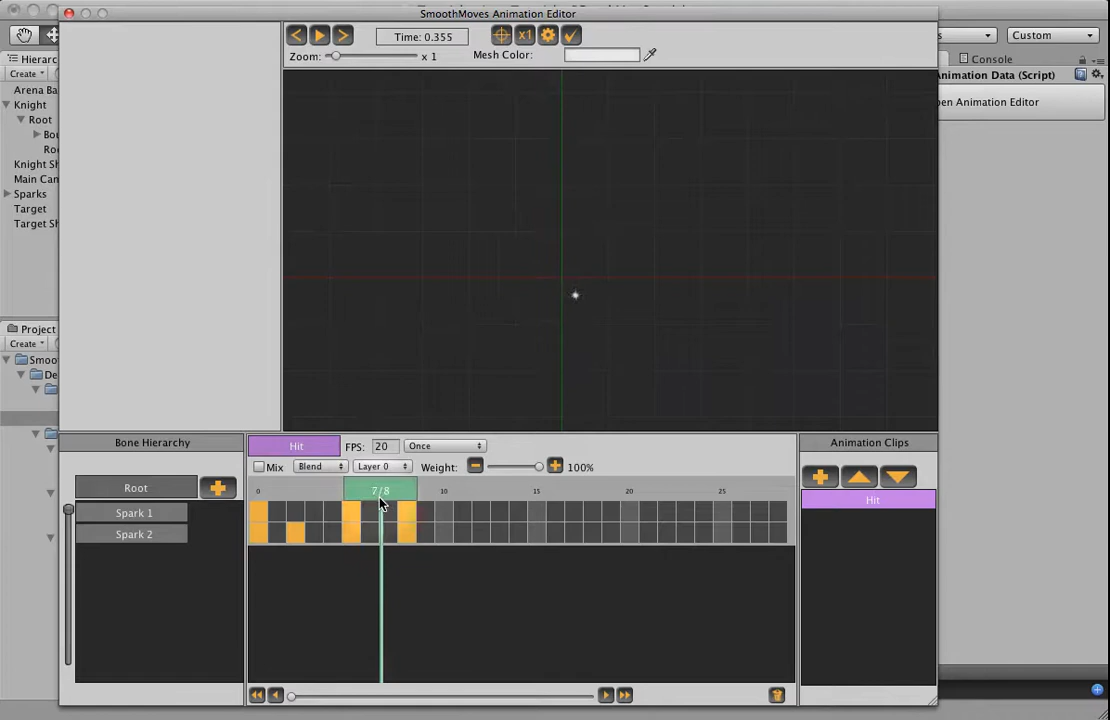 SmoothMoves Animation Editor
Time: 0.355
x1
Zoom:
x 1
Mesh Color:
s
Custom
Console
Animation Data (Script)
pen Animation Editor
Hierarc
Create
Arena Ba
Knight
Root
Bo
Ro
Knight Sh
Main Can
Sparks
Target
Target Sh
Project
Create
Smoo
De
Bone Hierarchy
Root
Spark 1
Spark 2
Hit
FPS: 20
Once
Mix
Blend
Layer 0
Weight:
100%
0
7/8
10
15
20
25
Animation Clips
Hit